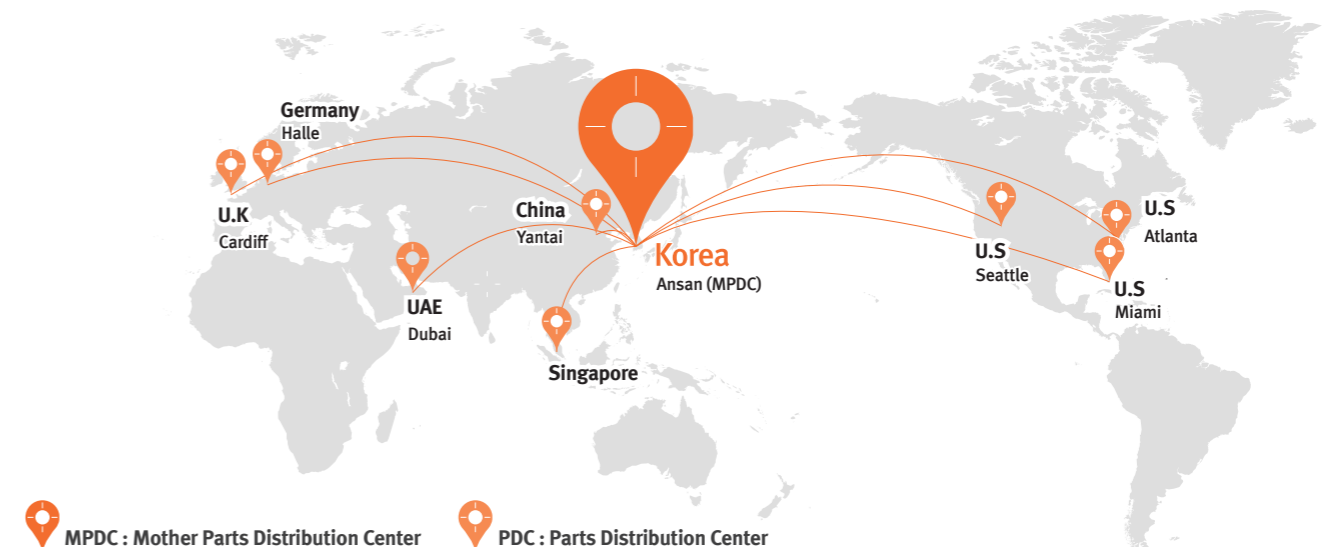 Germany
Halle
U.K
Cardiff
China
Yantai
Korea
Ansan (MPDC)
UAE
Dubai
Singapore
U.S
Seattle
U.S
Atlanta
U.S
Miami
MPDC : Mother Parts Distribution Center
PDC : Parts Distribution Center